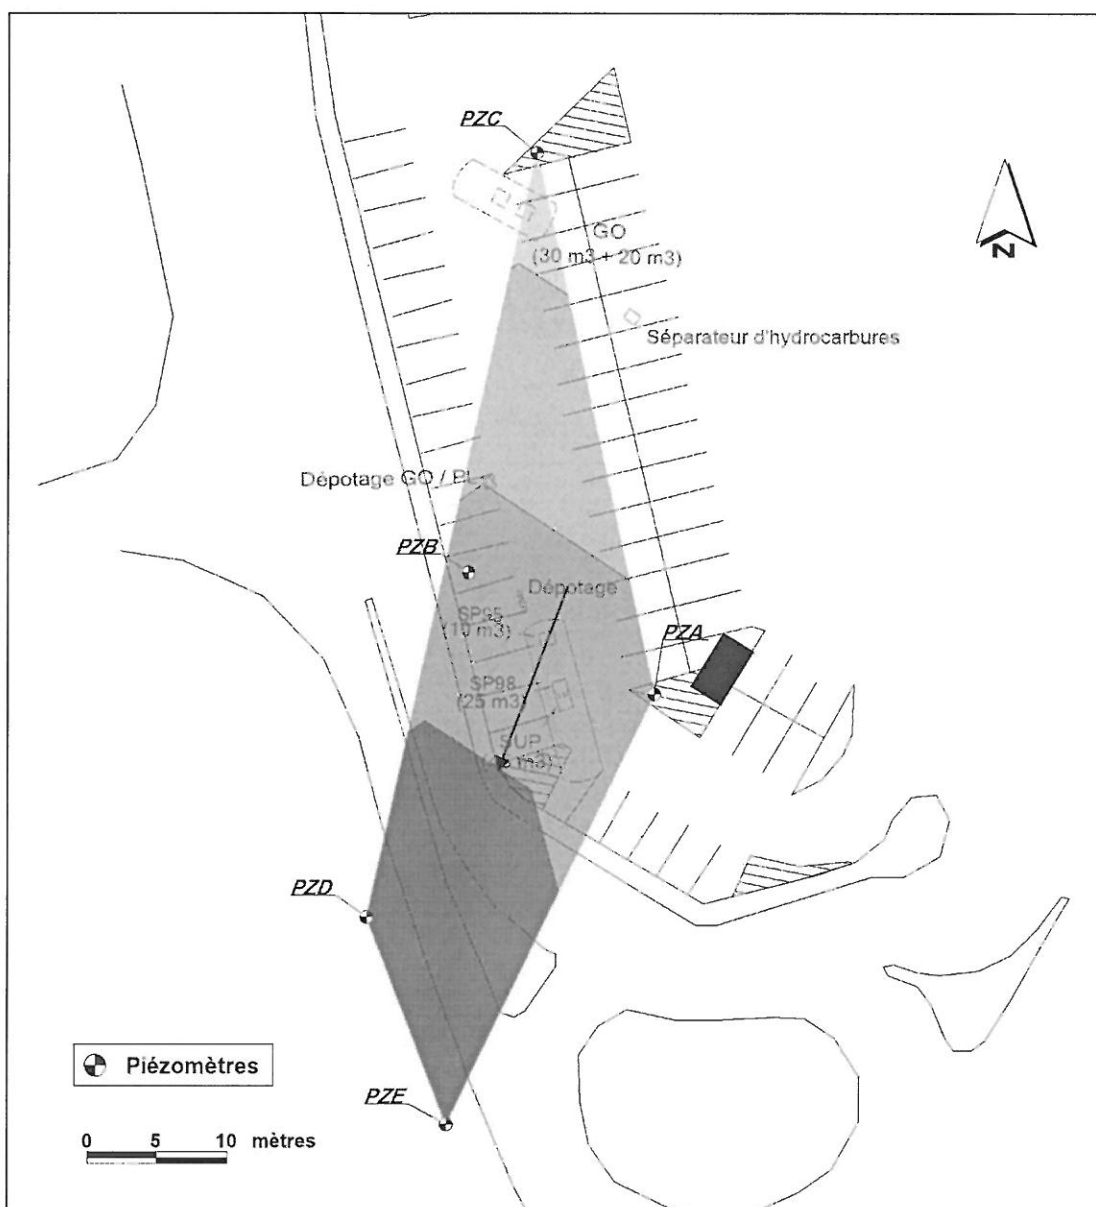 PZC
GO
(30 m3 + 20 m3)
Séparateur d'hydrocarbures
Dépotage GO /
PZB
Dépotage
SP95
(10 m3)
PZA
SP98
(25 m3)
SUP
m3)
PZD
Piézomètres
PZE
0 5 10 mètres
N